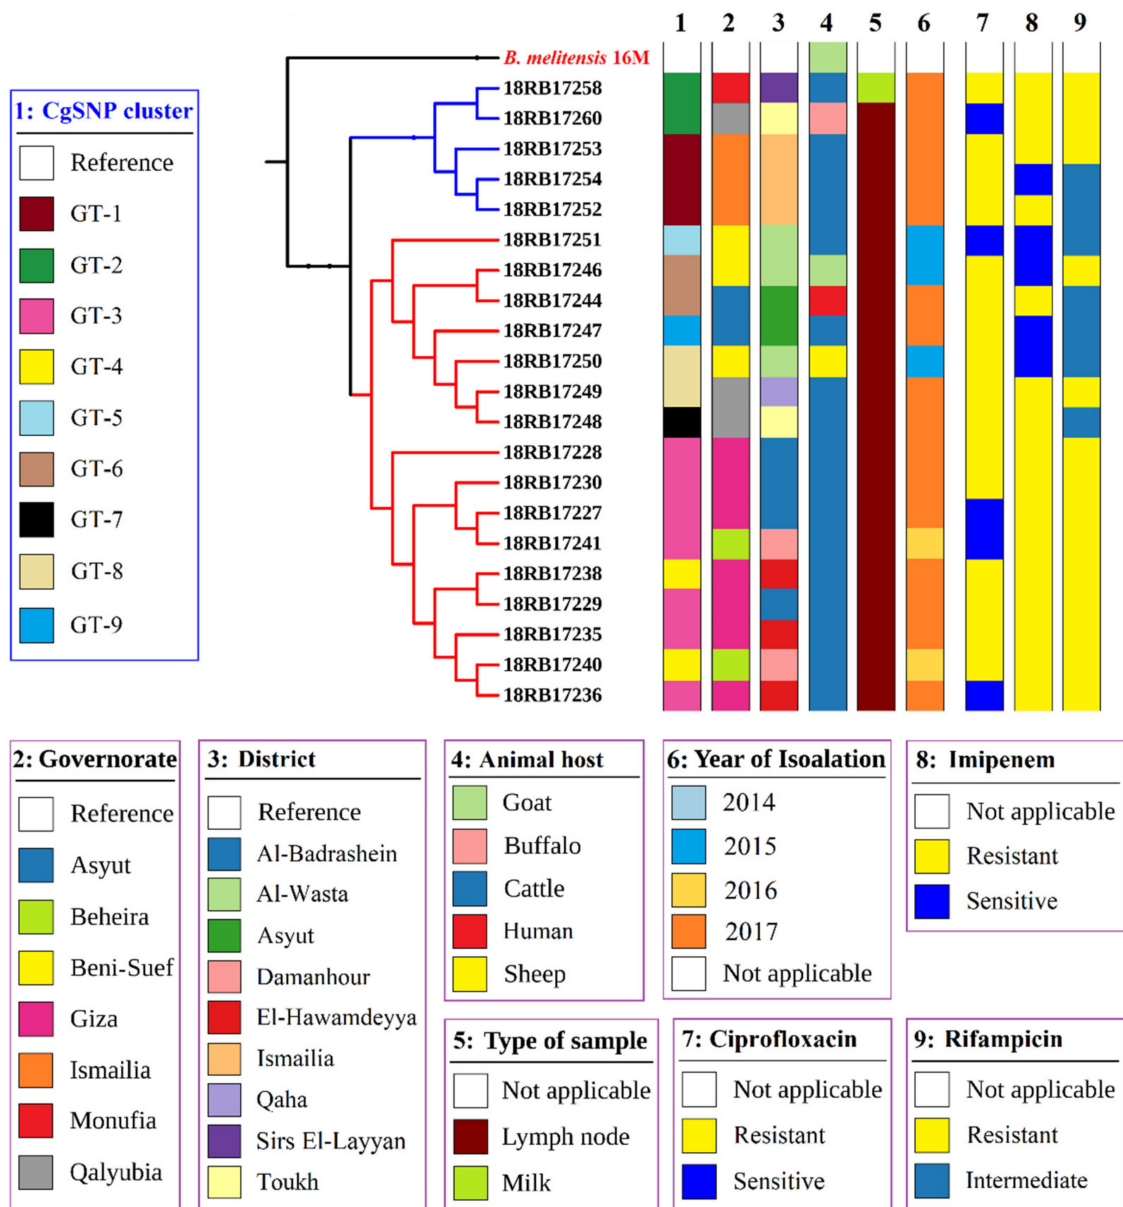 1 2 3 4 5 6 7 8 9
B. melitensis 16M
18RB17258
18RB17260
18RB17253
18RB17254
18RB17252
18RB17251
18RB17246
18RB17244
18RB17247
18RB17250
18RB17249
18RB17248
18RB17228
18RB17230
18RB17227
18RB17241
18RB17238
18RB17229
18RB17235
18RB17240
18RB17236
1: CgSNP cluster
Reference
GT-1
GT-2
GT-3
GT-4
GT-5
GT-6
GT-7
GT-8
GT-9
2: Governorate
Reference
Asyut
Beheira
Beni-Suef
Giza
Ismailia
Monufia
Qalyubia
3: District
Reference
Al-Badrashein
Al-Wasta
Asyut
Damanhour
El-Hawamdeyya
Ismailia
Qaha
Sirs El-Layyan
Toukh
4: Animal host
Goat
Buffalo
Cattle
Human
Sheep
5: Type of sample
Not applicable
Lymph node
Milk
6: Year of Isoalation
2014
2015
2016
2017
Not applicable
7: Ciprofloxacin
Not applicable
Resistant
Sensitive
8: Imipenem
Not applicable
Resistant
Sensitive
9: Rifampicin
Not applicable
Resistant
Intermediate